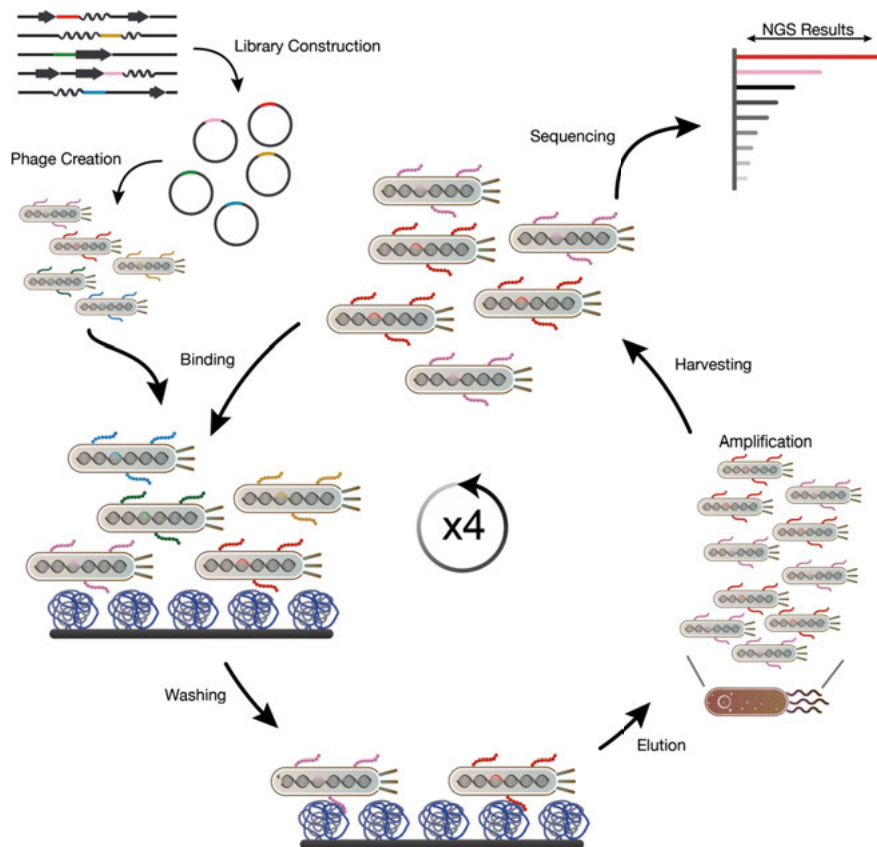 NGS Results
Library Construction
Sequencing
Phage Creation
Binding
Harvesting
Amplification
x4
Washing
Elution